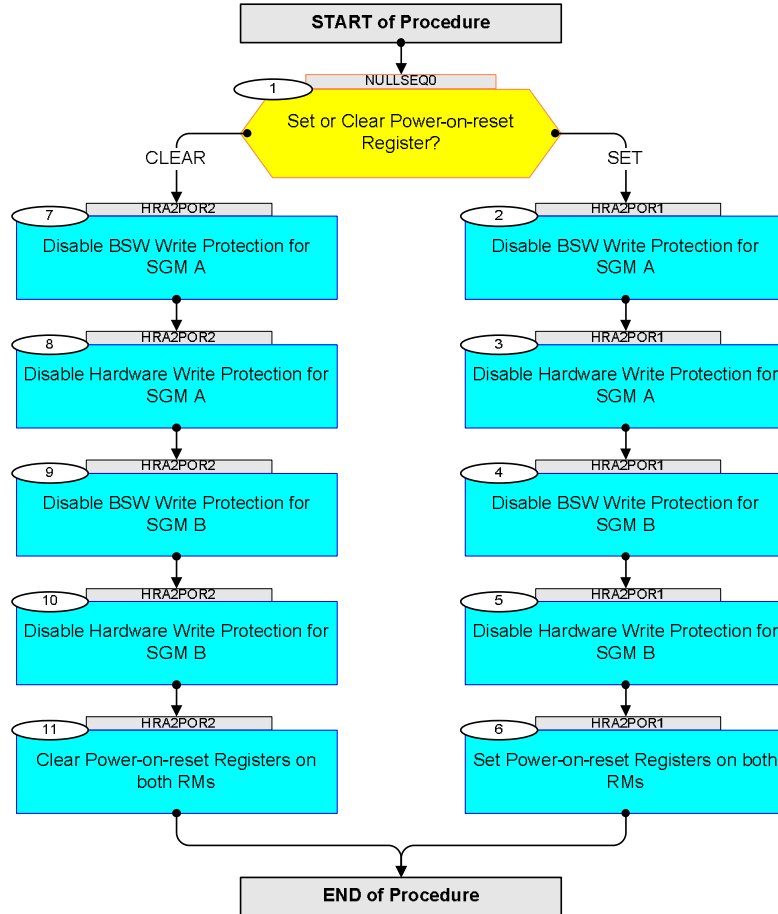 START of Procedure
NULLSEQ0
1
Set or Clear Power-on-reset
Register?
CLEAR
SET
HRA2POR2
7
Disable BSW Write Protection for
SGM A
HRA2POR1
2
Disable BSW Write Protection for
SGM A
HRA2POR2
8
Disable Hardware Write Protection for
SGM A
HRA2POR1
3
Disable Hardware Write Protection for
SGM A
HRA2POR2
9
Disable BSW Write Protection for
SGM B
HRA2POR1
4
Disable BSW Write Protection for
SGM B
HRA2POR2
10
Disable Hardware Write Protection for
SGM B
HRA2POR1
5
Disable Hardware Write Protection for
SGM B
HRA2POR2
11
Clear Power-on-reset Registers on
both RMs
HRA2POR1
6
Set Power-on-reset Registers on both
RMs
END of Procedure